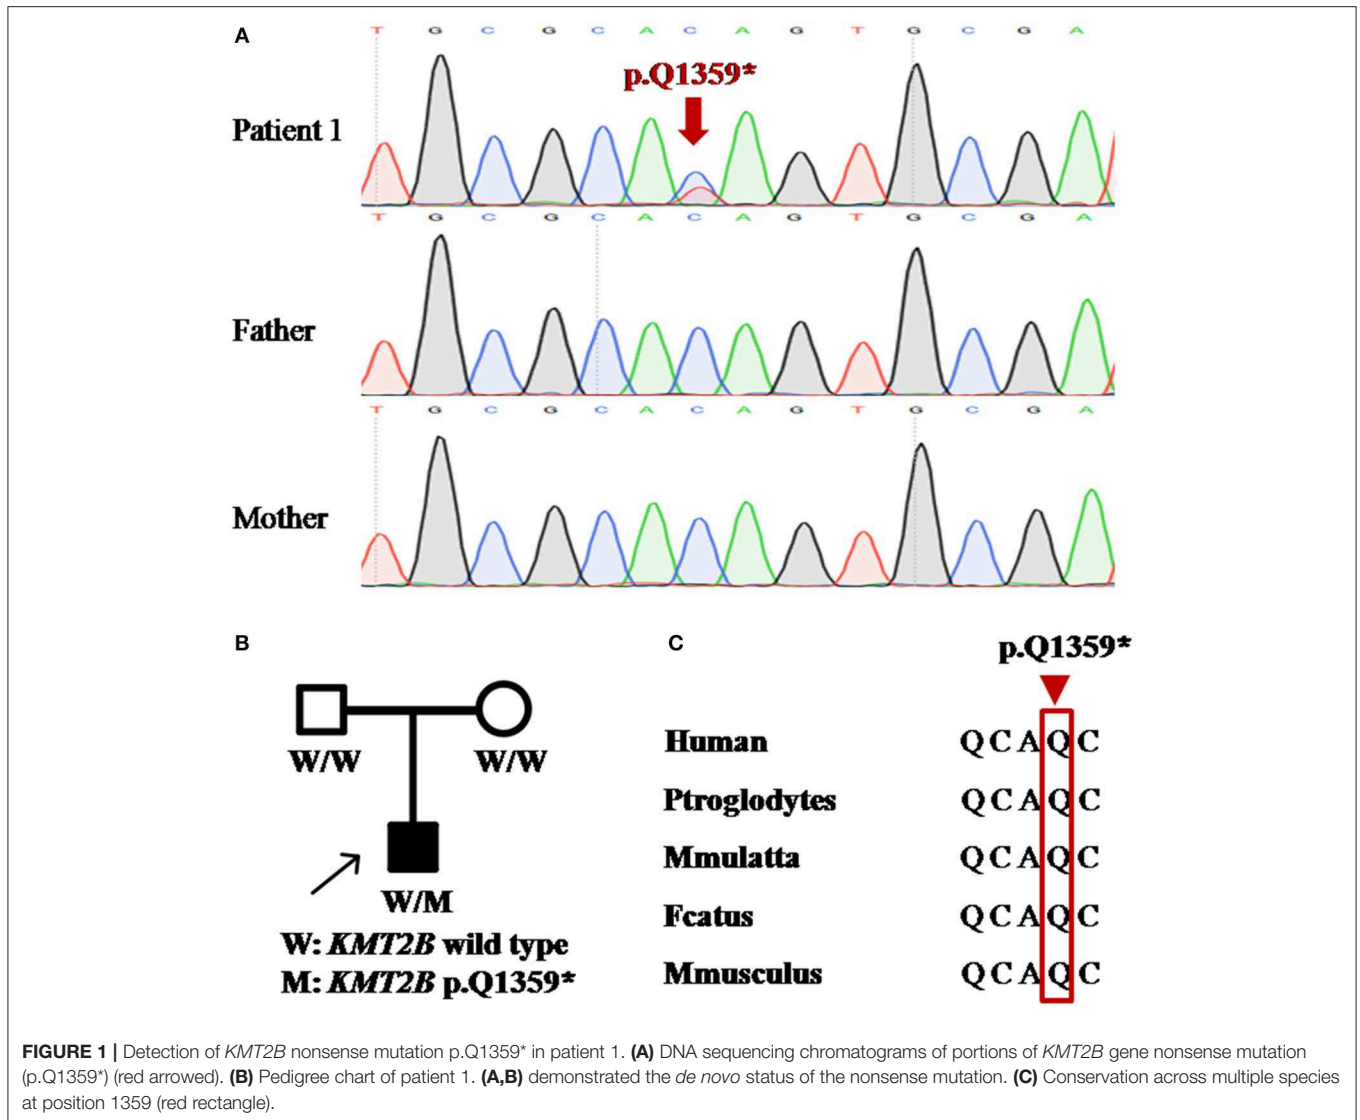 A
T G C G C A C A G T G C G A
p.Q1359*
Patient 1
T G C G C A C A G T G C G A
Father
T G C G C A C A G T G C G A
Mother
B
W/W W/W
W/M
W: KMT2B wild type
M: KMT2B p.Q1359*
C
p.Q1359*
Human Q C A Q C
Ptroglodytes Q C A Q C
Mmulatta Q C A Q C
Fcatus Q C A Q C
Mmusculus Q C A Q C
FIGURE 1 | Detection of KMT2B nonsense mutation p.Q1359* in patient 1. (A) DNA sequencing chromatograms of portions of KMT2B gene nonsense mutation
(p.Q1359*) (red arrowed). (B) Pedigree chart of patient 1. (A,B) demonstrated the de novo status of the nonsense mutation. (C) Conservation across multiple species
at position 1359 (red rectangle).